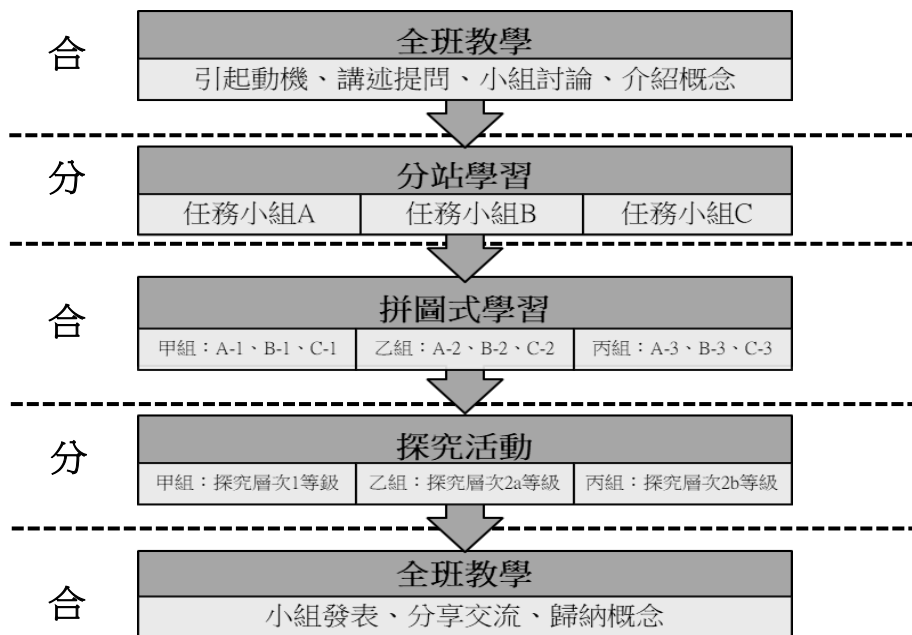 合
全班教學
引起動機、講述提問、小組討論、介紹概念
分
分站學習
任務小組A 任務小組B 任務小組C
合
拼圖式學習
甲組：A-1、B-1、C-1 乙組：A-2、B-2、C-2 丙組：A-3、B-3、C-3
分
探究活動
甲組：探究層次1等級 乙組：探究層次2a等級 丙組：探究層次2b等級
合
全班教學
小組發表、分享交流、歸納概念